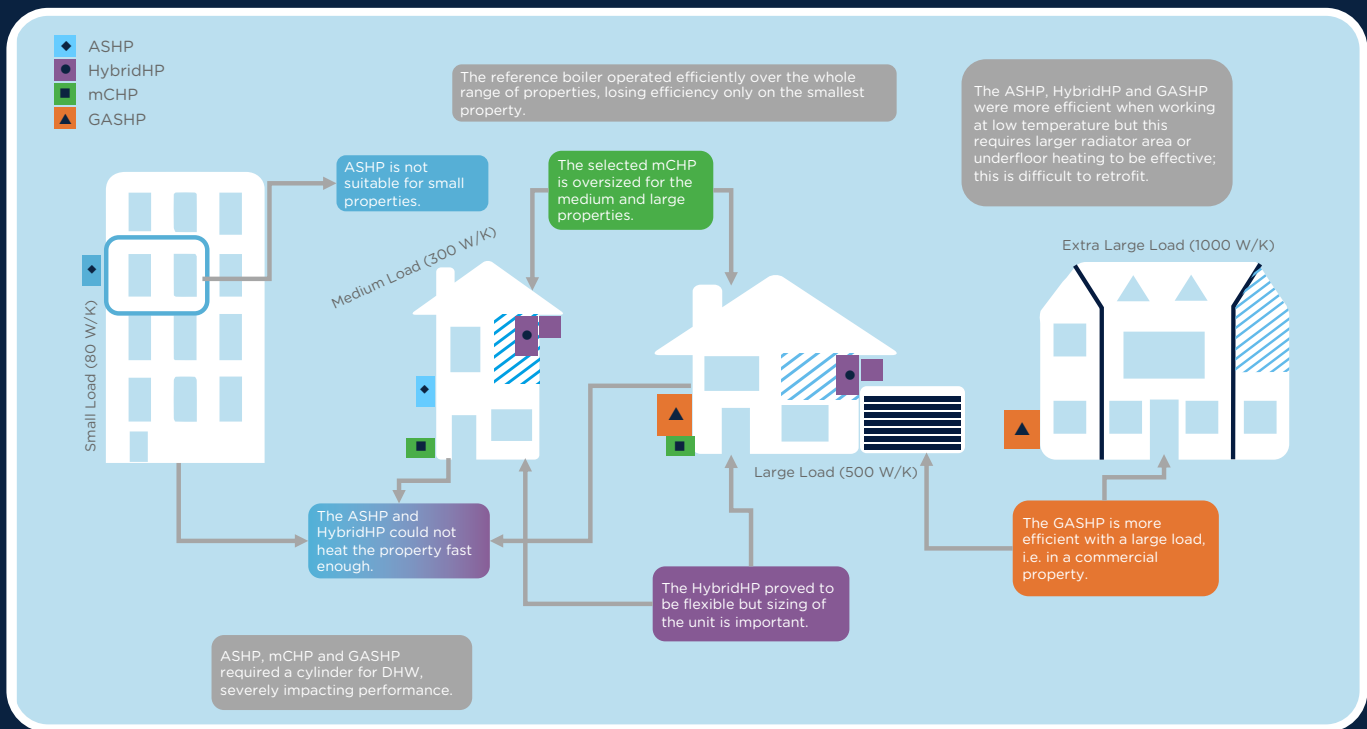 ASHP
HybridHP
mCHP
GASHP
The reference boiler operated efficiently over the whole
range of properties, losing efficiency only on the smallest
property.
The ASHP, HybridHP and GASHP
were more efficient when working
at low temperature but this
requires larger radiator area or
underfloor heating to be effective;
this is difficult to retrofit.
ASHP is not
suitable for small
properties.
The selected mCHP
is oversized for the
medium and large
properties.
Small Load (80 W/K)
Medium Load (300 W/K)
Large Load (500 W/K)
Extra Large Load (1000 W/K)
The ASHP and
HybridHP could not
heat the property fast
enough.
The HybridHP proved to
be flexible but sizing of
the unit is important.
The GASHP is more
efficient with a large load,
i.e. in a commercial
property.
ASHP, mCHP and GASHP
required a cylinder for DHW,
severely impacting performance.